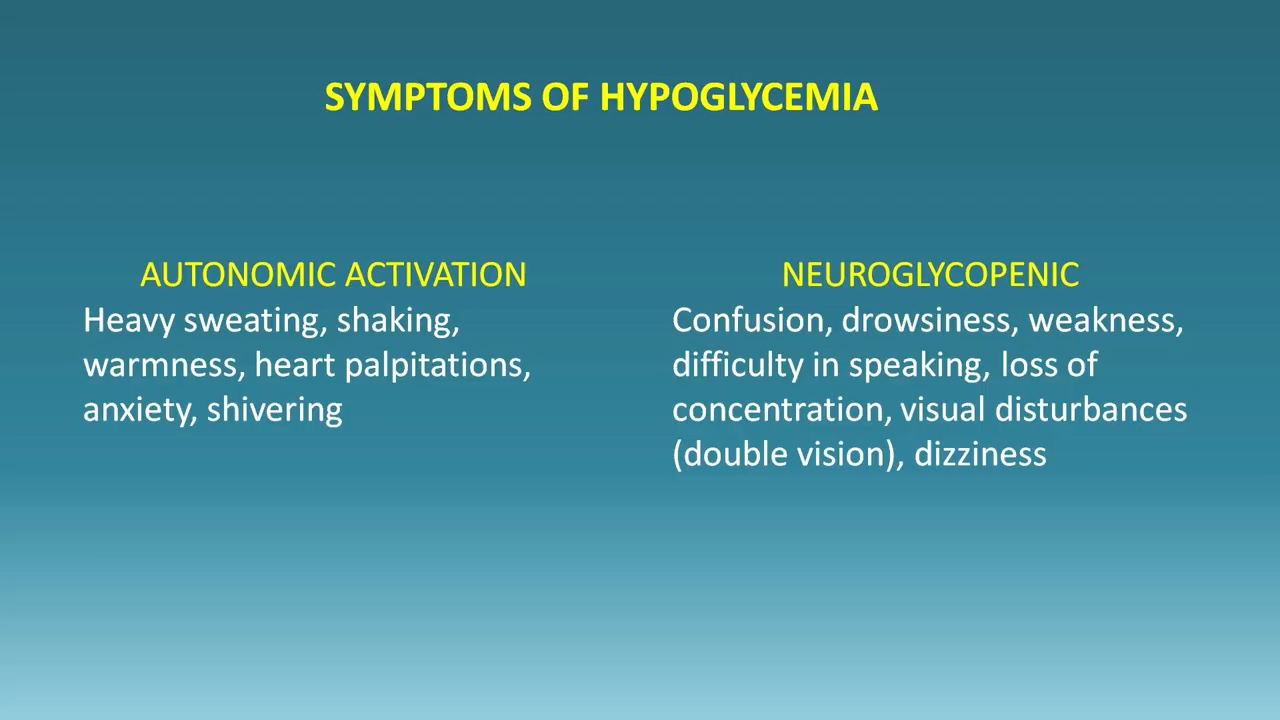 SYMPTOMS OF HYPOGLYCEMIA
AUTONOMIC ACTIVATION
Heavy sweating, shaking,
warmness, heart palpitations,
anxiety, shivering
NEUROGLYCOPENIC
Confusion, drowsiness, weakness,
difficulty in speaking, loss of
concentration, visual disturbances
(double vision), dizziness